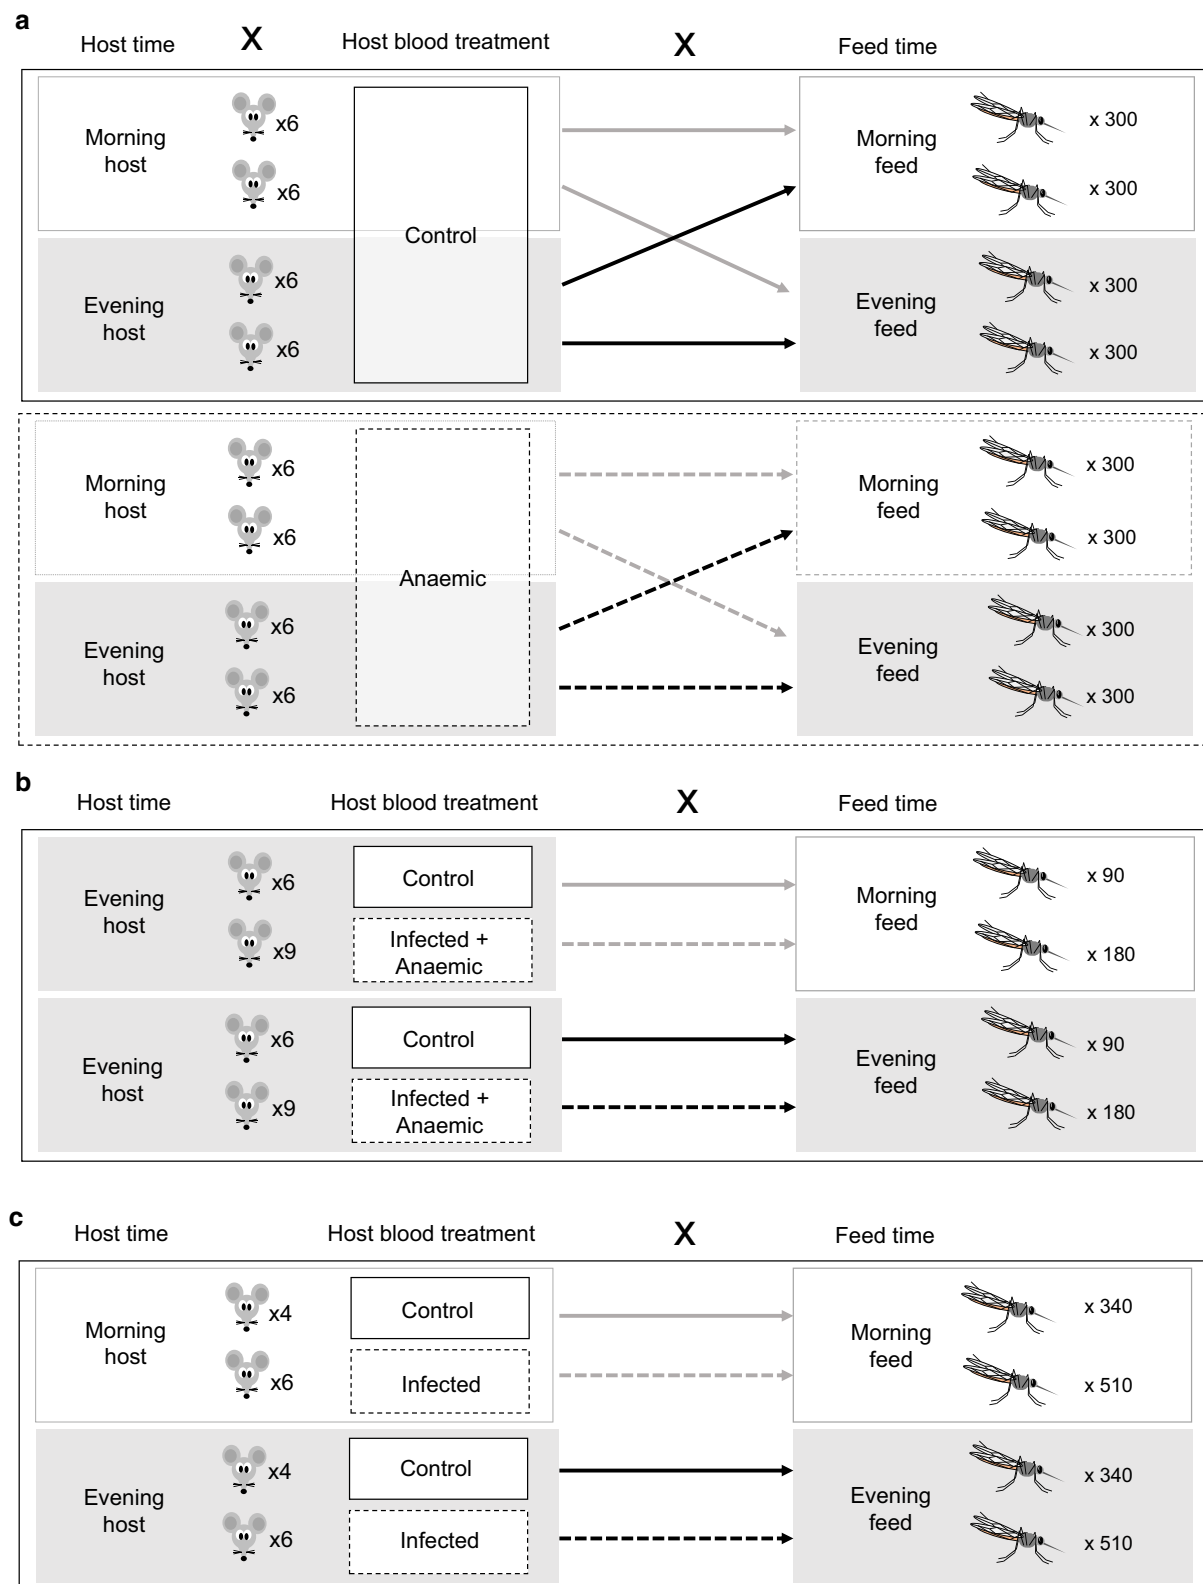 a
Host time X Host blood treatment X Feed time
Morning
host
x6
x6
Control
Morning
feed
x 300
x 300
Evening
host
x6
x6
Evening
feed
x 300
x 300
Morning
host
x6
x6
Anaemic
Morning
feed
x 300
x 300
Evening
host
x6
x6
Evening
feed
x 300
x 300
b
Host time Host blood treatment X Feed time
Evening
host
x6
Control
x9
Infected +
Anaemic
Morning
feed
x 90
x 180
Evening
host
x6
Control
x9
Infected +
Anaemic
Evening
feed
x 90
x 180
c
Host time Host blood treatment X Feed time
Morning
host
x4
Control
x6
Infected
Morning
feed
x 340
x 510
Evening
host
x4
Control
x6
Infected
Evening
feed
x 340
x 510